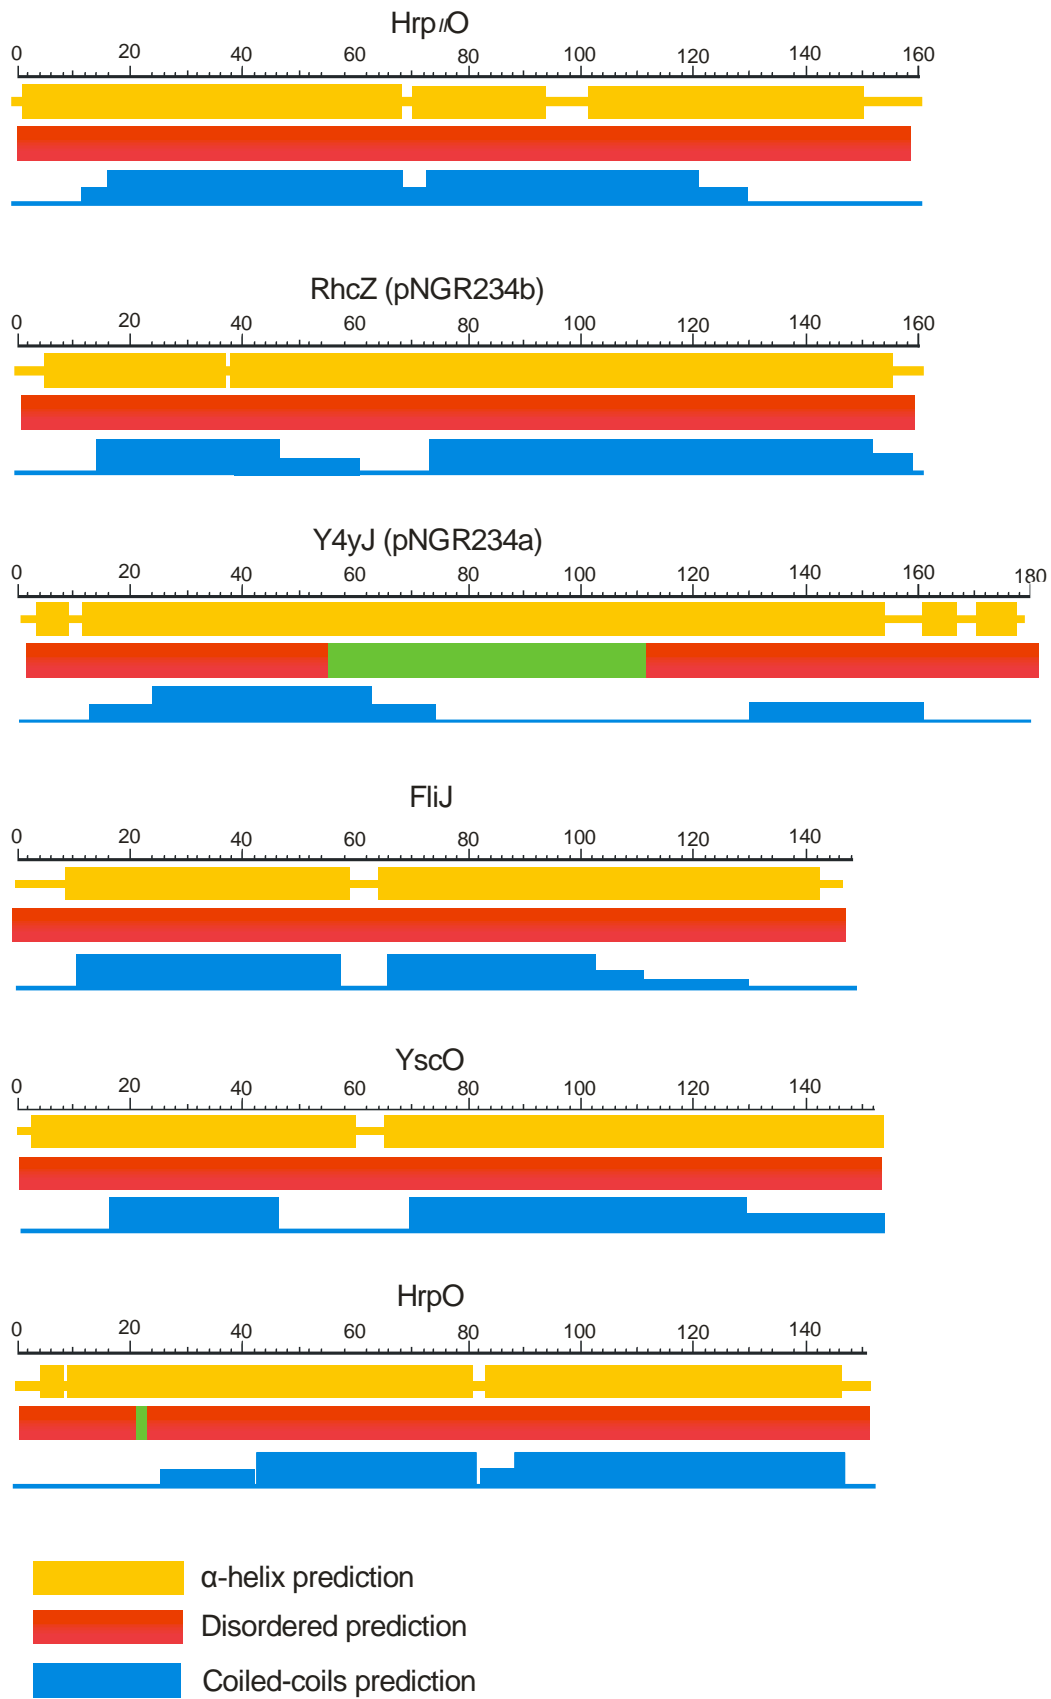 HrpIIO
0 20 40 60 80 100 120 140 160
RhcZ (pNGR234b)
0 20 40 60 80 100 120 140 160
Y4yJ (pNGR234a)
0 20 40 60 80 100 120 140 160 180
FliJ
0 20 40 60 80 100 120 140
YscO
0 20 40 60 80 100 120 140
HrpO
0 20 40 60 80 100 120 140
α-helix prediction
Disordered prediction
Coiled-coils prediction